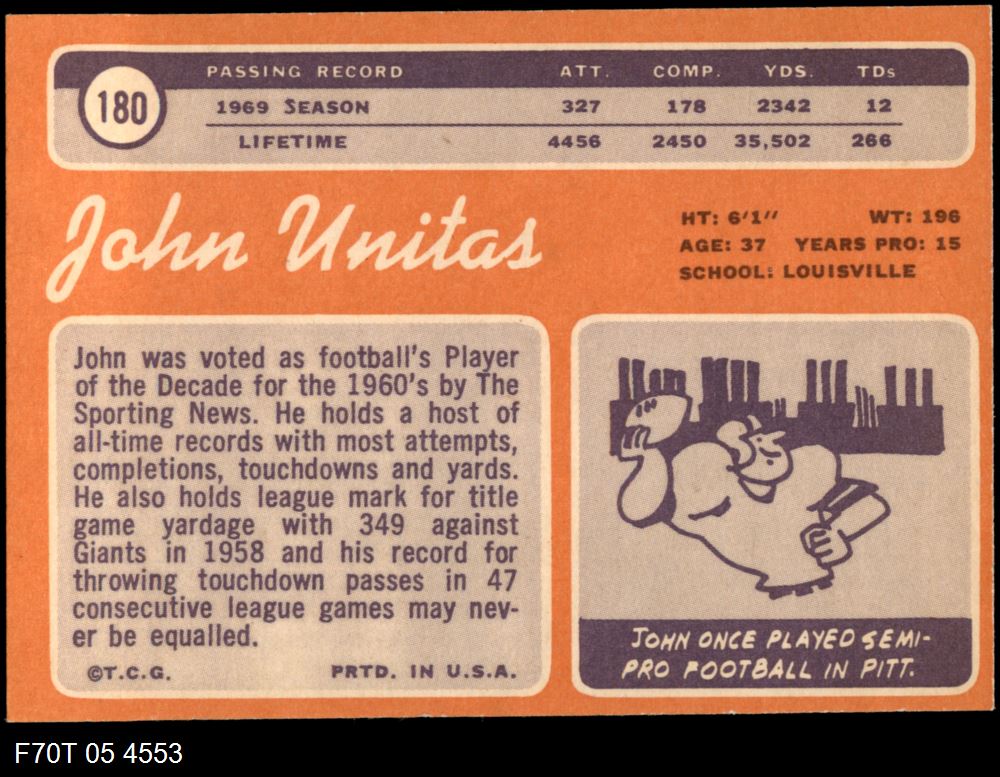 180
PASSING RECORD ATT. COMP. YDS. TDs
1969 SEASON 327 178 2342 12
LIFETIME 4456 2450 35,502 266
John Unitas
HT: 6'1" WT: 196
AGE: 37 YEARS PRO: 15
SCHOOL: LOUISVILLE
John was voted as football's Player
of the Decade for the 1960's by The
Sporting News. He holds a host of
all-time records with most attempts,
completions, touchdowns and yards.
He also holds league mark for title
game yardage with 349 against
Giants in 1958 and his record for
throwing touchdown passes in 47
consecutive league games may nev-
er be equalled.
©T.C.G. PRTD. IN U.S.A.
JOHN ONCE PLAYED SEMI-
PRO FOOTBALL IN PITT.
F70T 05 4553